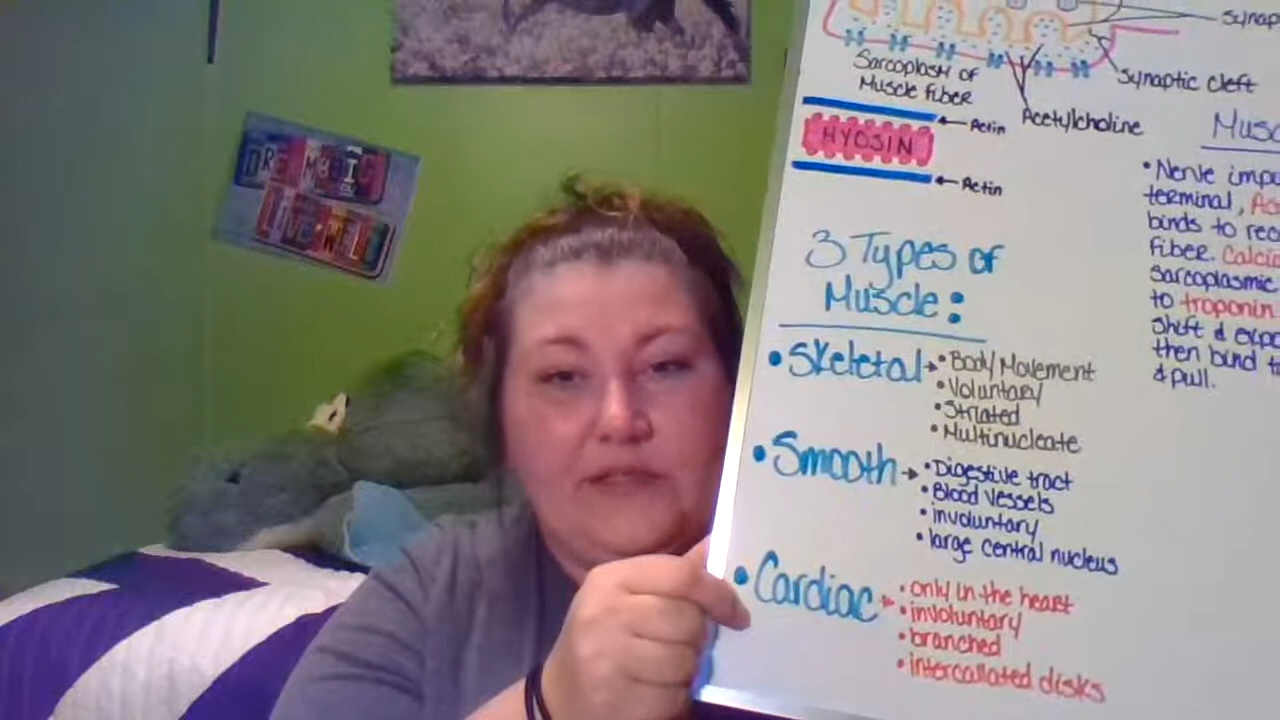 DREAM BIG
LIVE WELL
Synap
Synaptic cleft
Sarcoplasm of
Muscle Fiber
Acetylcholine
Actin
MYOSIN
Actin
3 Types of
Muscle:
• Skeletal → • Body Movement
• Voluntary
• Striated
• Multinucleate
• Smooth → • Digestive tract
• Blood vessels
• involuntary
• large central nucleus
• Cardiac → • only in the heart
• involuntary
• branched
• intercallated disks
Musc
• Nerve impu
terminal, Ac
binds to rec
fiber. Calciu
sarcoplasmic
to troponin
shift & expo
then bind t
& pull.